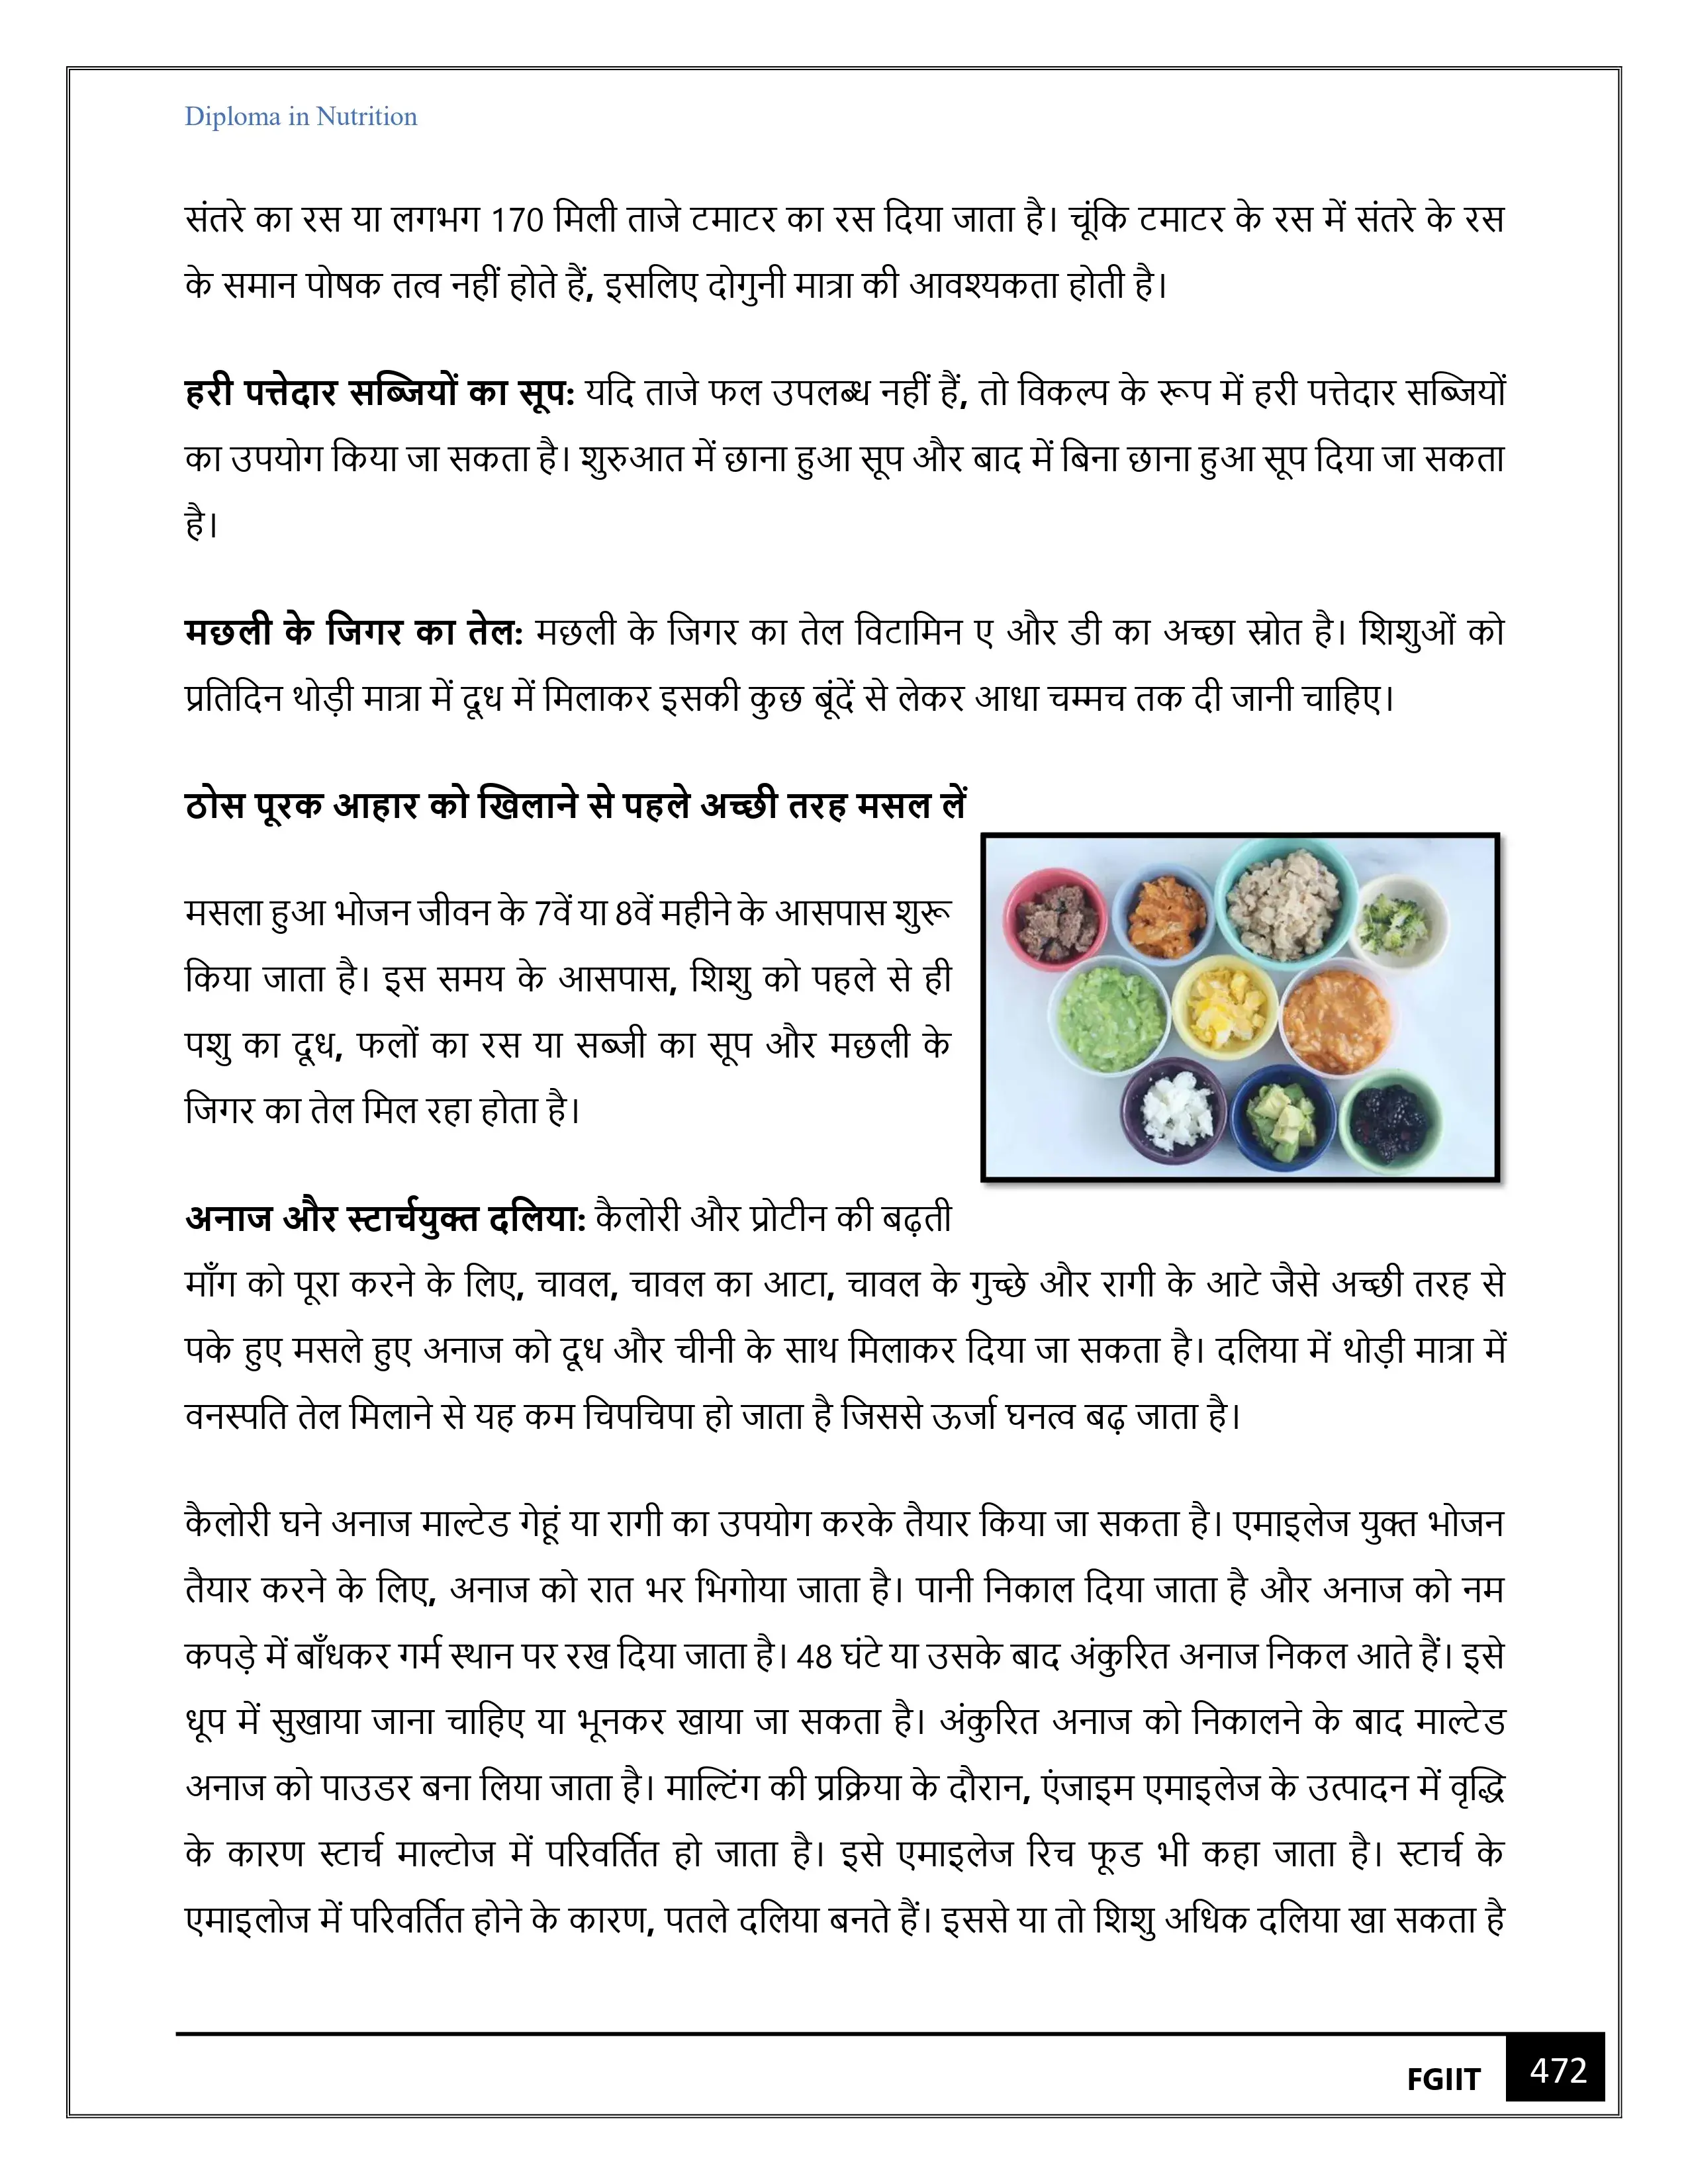 Diploma in Nutrition
संतरे का रस या लगभग 170 मिली ताजे टमाटर का रस दिया जाता है। चूंकि टमाटर के रस में संतरे के रस
के समान पोषक तत्व नहीं होते हैं, इसलिए दोगुनी मात्रा की आवश्यकता होती है।
हरी पत्तेदार सब्जियों का सूप: यदि ताजे फल उपलब्ध नहीं हैं, तो विकल्प के रूप में हरी पत्तेदार सब्जियों
का उपयोग किया जा सकता है। शुरुआत में छाना हुआ सूप और बाद में बिना छाना हुआ सूप दिया जा सकता
है।
मछली के जिगर का तेल: मछली के जिगर का तेल विटामिन ए और डी का अच्छा स्रोत है। शिशुओं को
प्रतिदिन थोड़ी मात्रा में दूध में मिलाकर इसकी कुछ बूंदें से लेकर आधा चम्मच तक दी जानी चाहिए।
ठोस पूरक आहार को खिलाने से पहले अच्छी तरह मसल लें
मसला हुआ भोजन जीवन के 7वें या 8वें महीने के आसपास शुरू
किया जाता है। इस समय के आसपास, शिशु को पहले से ही
पशु का दूध, फलों का रस या सब्जी का सूप और मछली के
जिगर का तेल मिल रहा होता है।
अनाज और स्टार्चयुक्त दलिया: कैलोरी और प्रोटीन की बढ़ती
माँग को पूरा करने के लिए, चावल, चावल का आटा, चावल के गुच्छे और रागी के आटे जैसे अच्छी तरह से
पके हुए मसले हुए अनाज को दूध और चीनी के साथ मिलाकर दिया जा सकता है। दलिया में थोड़ी मात्रा में
वनस्पति तेल मिलाने से यह कम चिपचिपा हो जाता है जिससे ऊर्जा घनत्व बढ़ जाता है।
कैलोरी घने अनाज माल्टेड गेहूं या रागी का उपयोग करके तैयार किया जा सकता है। एमाइलेज युक्त भोजन
तैयार करने के लिए, अनाज को रात भर भिगोया जाता है। पानी निकाल दिया जाता है और अनाज को नम
कपड़े में बाँधकर गर्म स्थान पर रख दिया जाता है। 48 घंटे या उसके बाद अंकुरित अनाज निकल आते हैं। इसे
धूप में सुखाया जाना चाहिए या भूनकर खाया जा सकता है। अंकुरित अनाज को निकालने के बाद माल्टेड
अनाज को पाउडर बना लिया जाता है। माल्टिंग की प्रक्रिया के दौरान, एंजाइम एमाइलेज के उत्पादन में वृद्धि
के कारण स्टार्च माल्टोज में परिवर्तित हो जाता है। इसे एमाइलेज रिच फूड भी कहा जाता है। स्टार्च के
एमाइलोज में परिवर्तित होने के कारण, पतले दलिया बनते हैं। इससे या तो शिशु अधिक दलिया खा सकता है
FGIIT 472